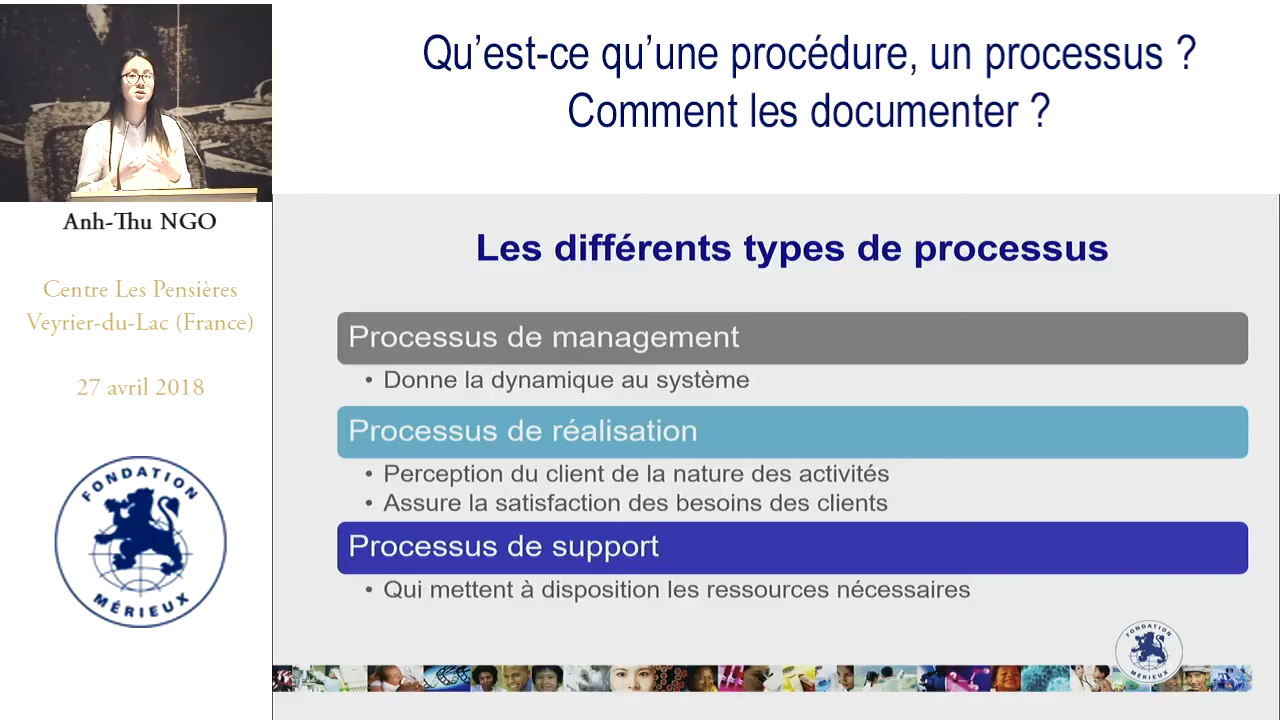 Qu'est-ce qu'une procédure, un processus ?
Comment les documenter ?
Anh-Thu NGO
Centre Les Pensières
Veyrier-du-Lac (France)
27 avril 2018
FONDATION
MÉRIEUX
Les différents types de processus
Processus de management
• Donne la dynamique au système
Processus de réalisation
• Perception du client de la nature des activités
• Assure la satisfaction des besoins des clients
Processus de support
• Qui mettent à disposition les ressources nécessaires
FONDATION
MÉRIEUX